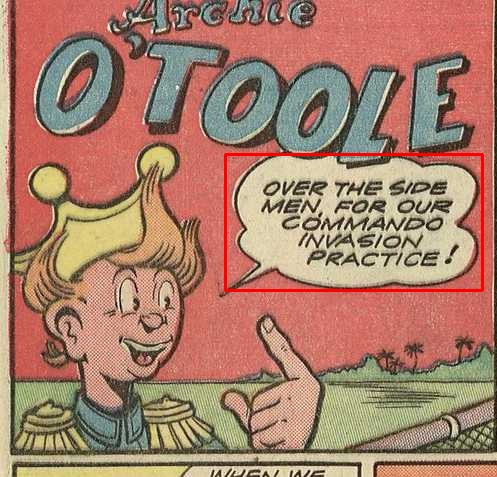 Archie
O'TOOLE
OVER THE SIDE
MEN, FOR OUR
COMMANDO
INVASION
PRACTICE!
WHEN WE